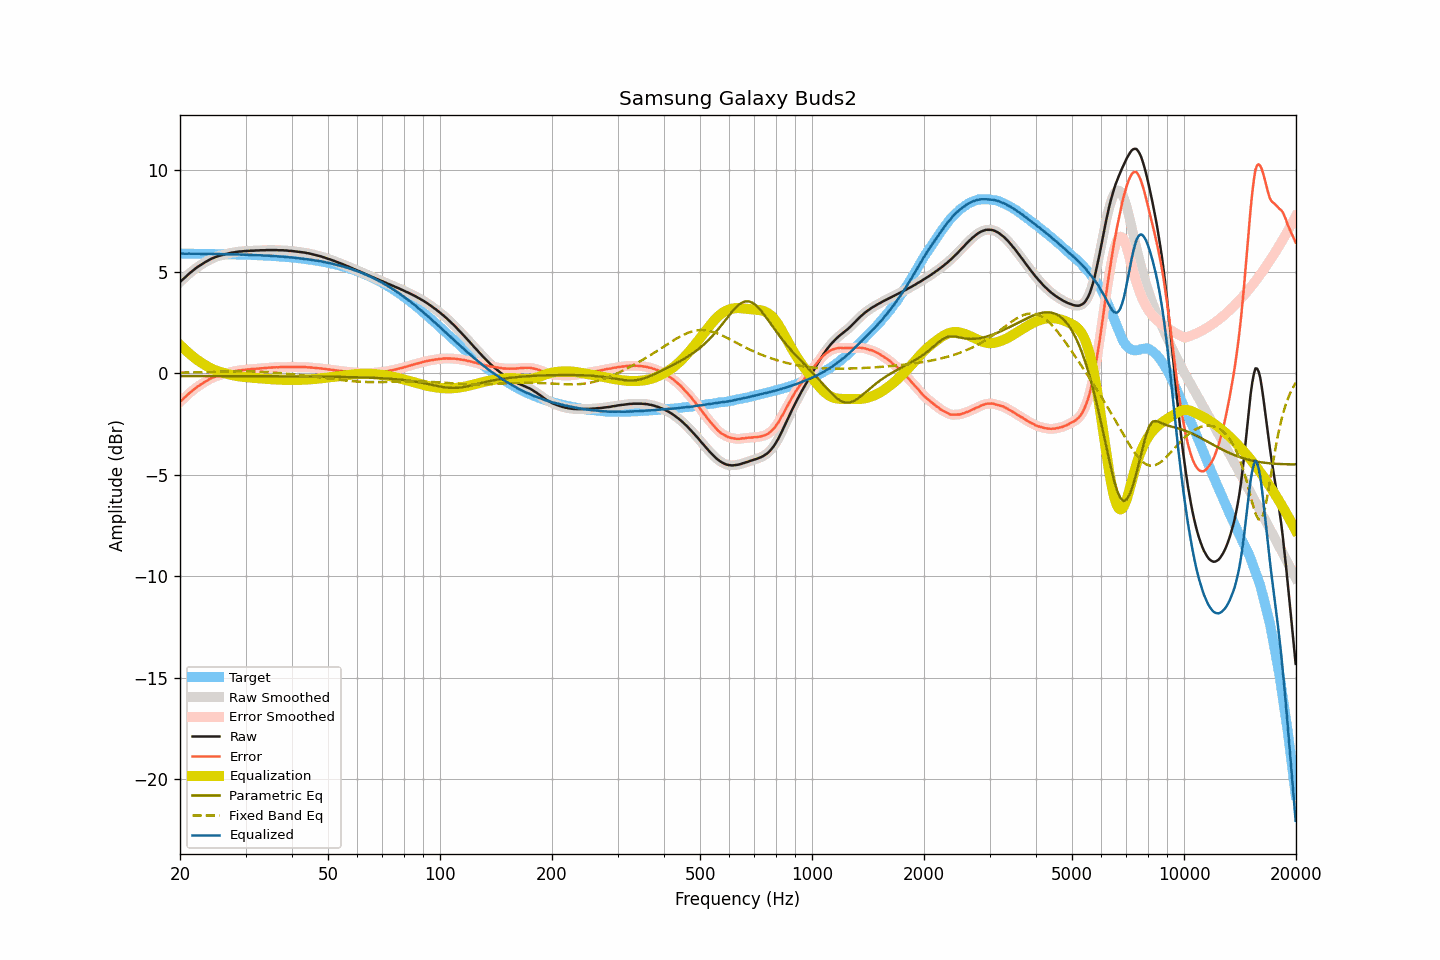 Samsung Galaxy Buds2
Amplitude (dBr)
10
5
0
−5
−10
−15
−20
Target
Raw Smoothed
Error Smoothed
Raw
Error
Equalization
Parametric Eq
Fixed Band Eq
Equalized
20 50 100 200 500 1000 2000 5000 10000 20000
Frequency (Hz)